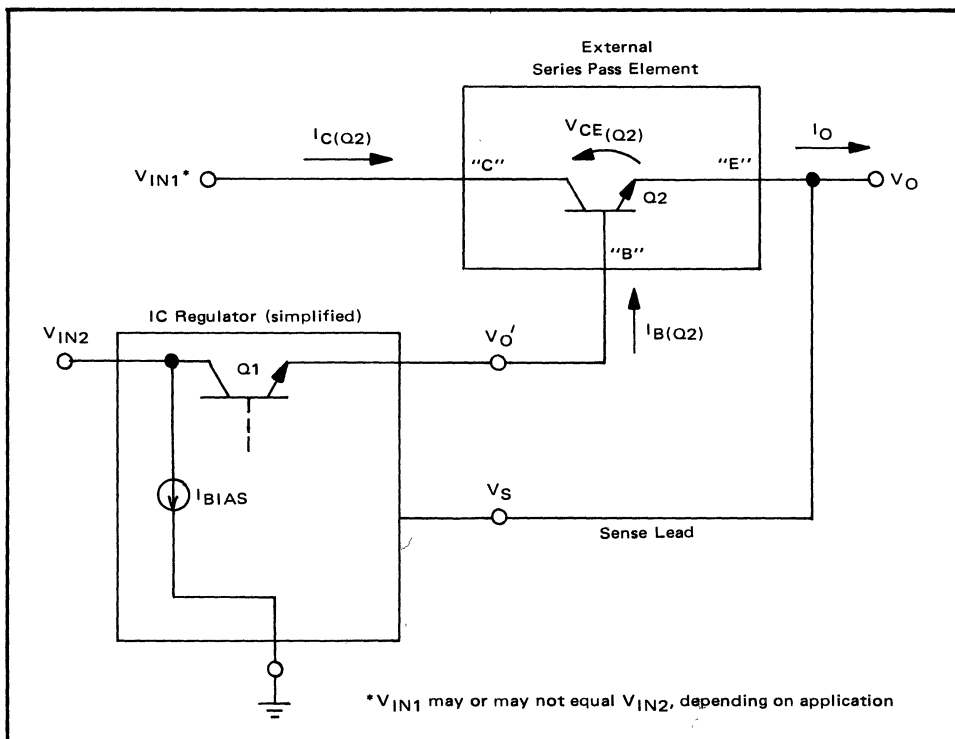 External
Series Pass Element
IC(Q2)
VCE(Q2)
IO
VIN1*
"C"
"E"
Q2
VO
"B"
IC Regulator (simplified)
VIN2
Q1
VO'
IB(Q2)
IBIAS
VS
Sense Lead
*VIN1 may or may not equal VIN2, depending on application